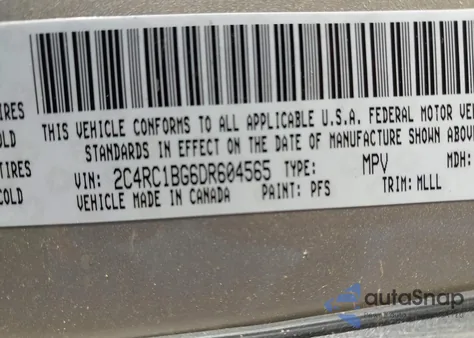 IRES
OLD
TIRES
COLD
THIS VEHICLE CONFORMS TO ALL APPLICABLE U.S.A. FEDERAL MOTOR VE
STANDARDS IN EFFECT ON THE DATE OF MANUFACTURE SHOWN ABOV
VIN: 2C4RC1BG6DR604565 TYPE: MPV MDH:
VEHICLE MADE IN CANADA PAINT: PFS TRIM: MLLL
autoSnap